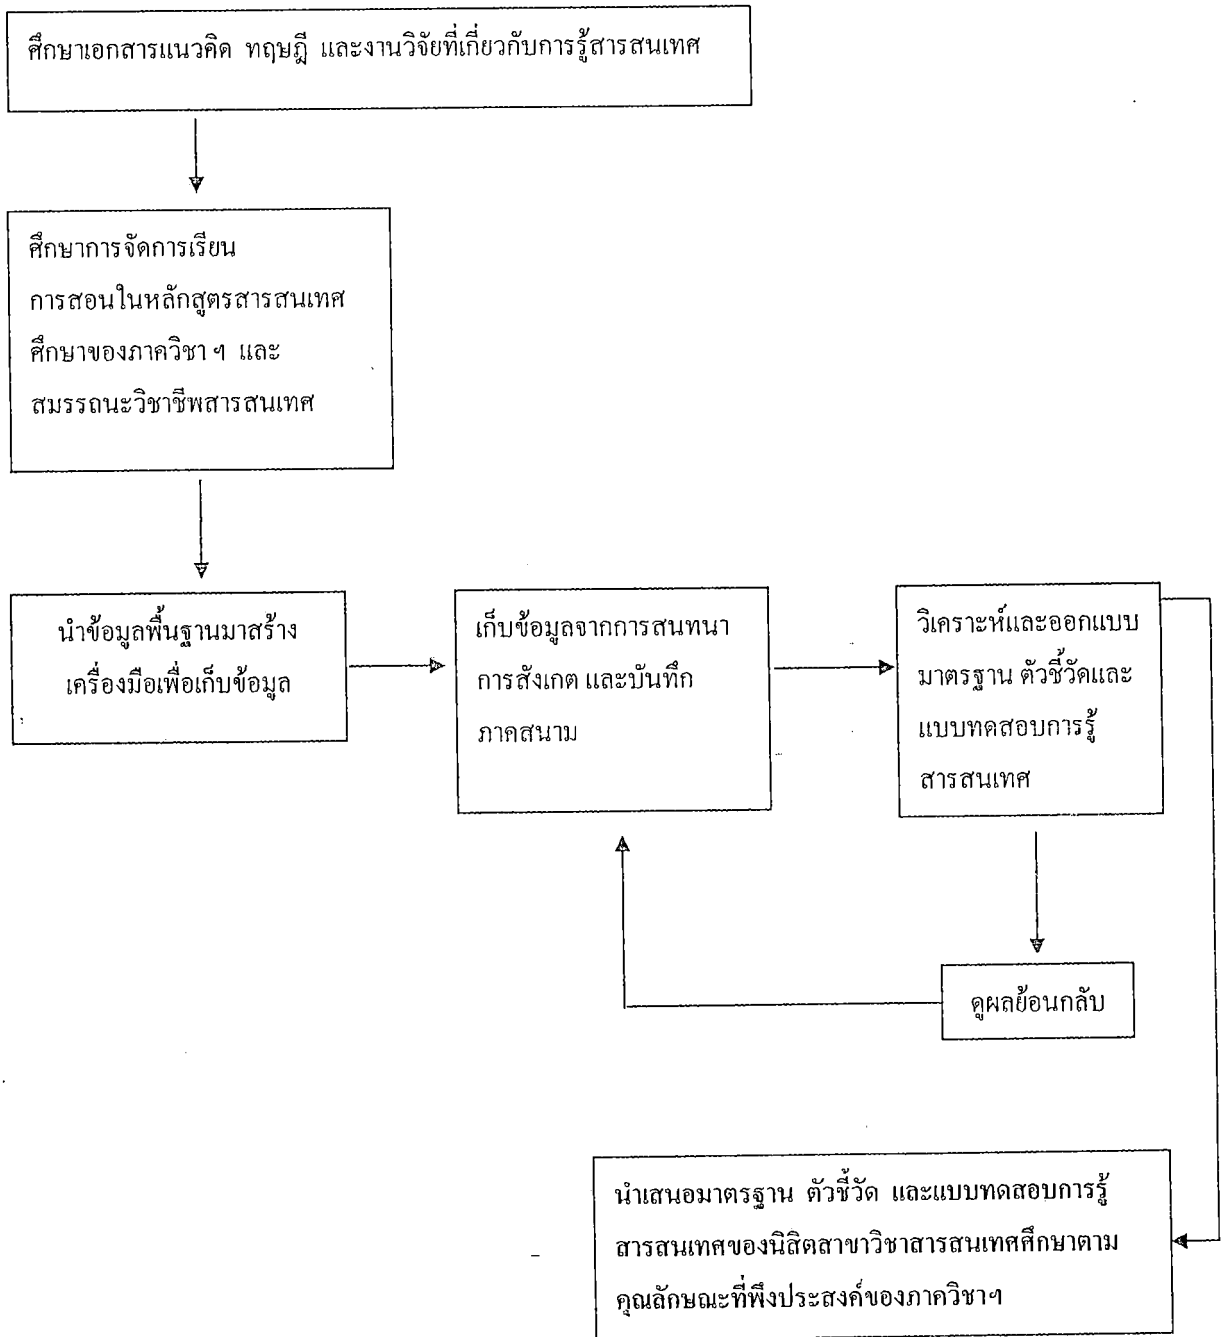 ศึกษาเอกสารแนวคิด ทฤษฎี และงานวิจัยที่เกี่ยวกับการรู้สารสนเทศ
ศึกษาการจัดการเรียน
การสอนในหลักสูตรสารสนเทศ
ศึกษาของภาควิชา ฯ และ
สมรรถนะวิชาชีพสารสนเทศ
นำข้อมูลพื้นฐานมาสร้าง
เครื่องมือเพื่อเก็บข้อมูล
เก็บข้อมูลจากการสนทนา
การสังเกต และบันทึก
ภาคสนาม
วิเคราะห์และออกแบบ
มาตรฐาน ตัวชี้วัดและ
แบบทดสอบการรู้
สารสนเทศ
ดูผลย้อนกลับ
นำเสนอมาตรฐาน ตัวชี้วัด และแบบทดสอบการรู้
สารสนเทศของนิสิตสาขาวิชาสารสนเทศศึกษาตาม
คุณลักษณะที่พึงประสงค์ของภาควิชาฯ